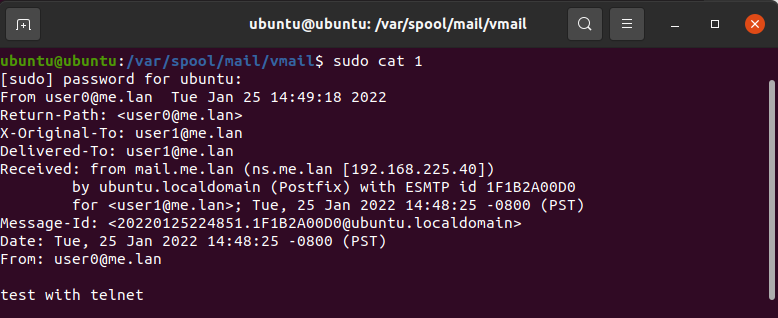 ubuntu@ubuntu: /var/spool/mail/vmail
ubuntu@ubuntu:/var/spool/mail/vmail$ sudo cat 1
[sudo] password for ubuntu:
From user0@me.lan  Tue Jan 25 14:49:18 2022
Return-Path: <user0@me.lan>
X-Original-To: user1@me.lan
Delivered-To: user1@me.lan
Received: from mail.me.lan (ns.me.lan [192.168.225.40])
        by ubuntu.localdomain (Postfix) with ESMTP id 1F1B2A00D0
        for <user1@me.lan>; Tue, 25 Jan 2022 14:48:25 -0800 (PST)
Message-Id: <20220125224851.1F1B2A00D0@ubuntu.localdomain>
Date: Tue, 25 Jan 2022 14:48:25 -0800 (PST)
From: user0@me.lan

test with telnet